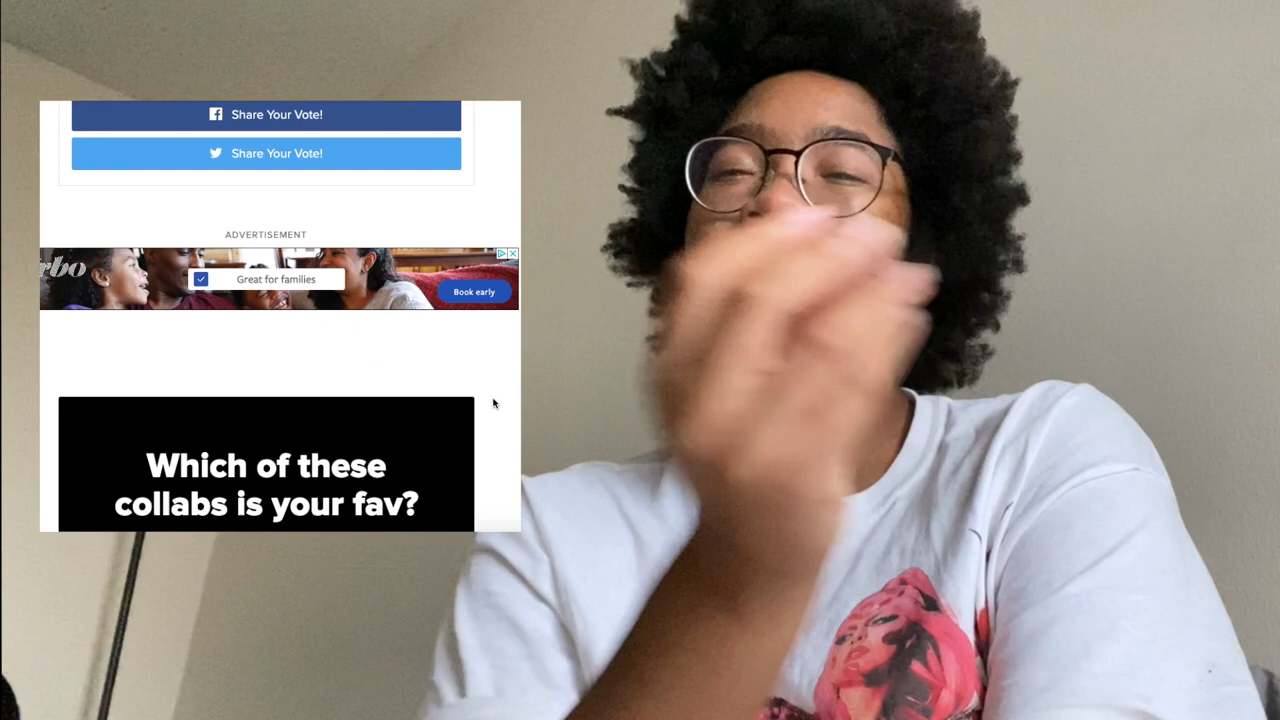 Share Your Vote!
Share Your Vote!
ADVERTISEMENT
rbo
Great for families
Book early
Which of these
collabs is your fav?